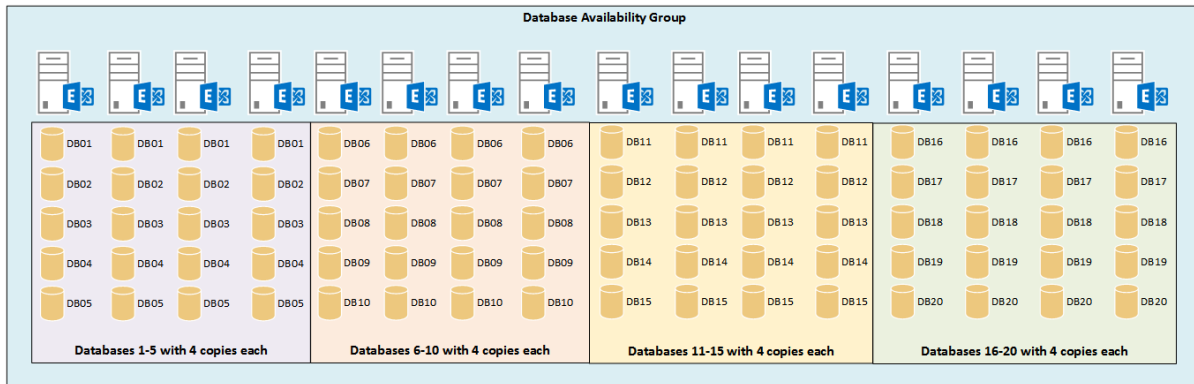 Database Availability Group
E E E E E E E E E E E E E E E E
DB01 DB01 DB01 DB01 DB06 DB06 DB06 DB06 DB11 DB11 DB11 DB11 DB16 DB16 DB16 DB16
DB02 DB02 DB02 DB02 DB07 DB07 DB07 DB07 DB12 DB12 DB12 DB12 DB17 DB17 DB17 DB17
DB03 DB03 DB03 DB03 DB08 DB08 DB08 DB08 DB13 DB13 DB13 DB13 DB18 DB18 DB18 DB18
DB04 DB04 DB04 DB04 DB09 DB09 DB09 DB09 DB14 DB14 DB14 DB14 DB19 DB19 DB19 DB19
DB05 DB05 DB05 DB05 DB10 DB10 DB10 DB10 DB15 DB15 DB15 DB15 DB20 DB20 DB20 DB20
Databases 1-5 with 4 copies each Databases 6-10 with 4 copies each Databases 11-15 with 4 copies each Databases 16-20 with 4 copies each